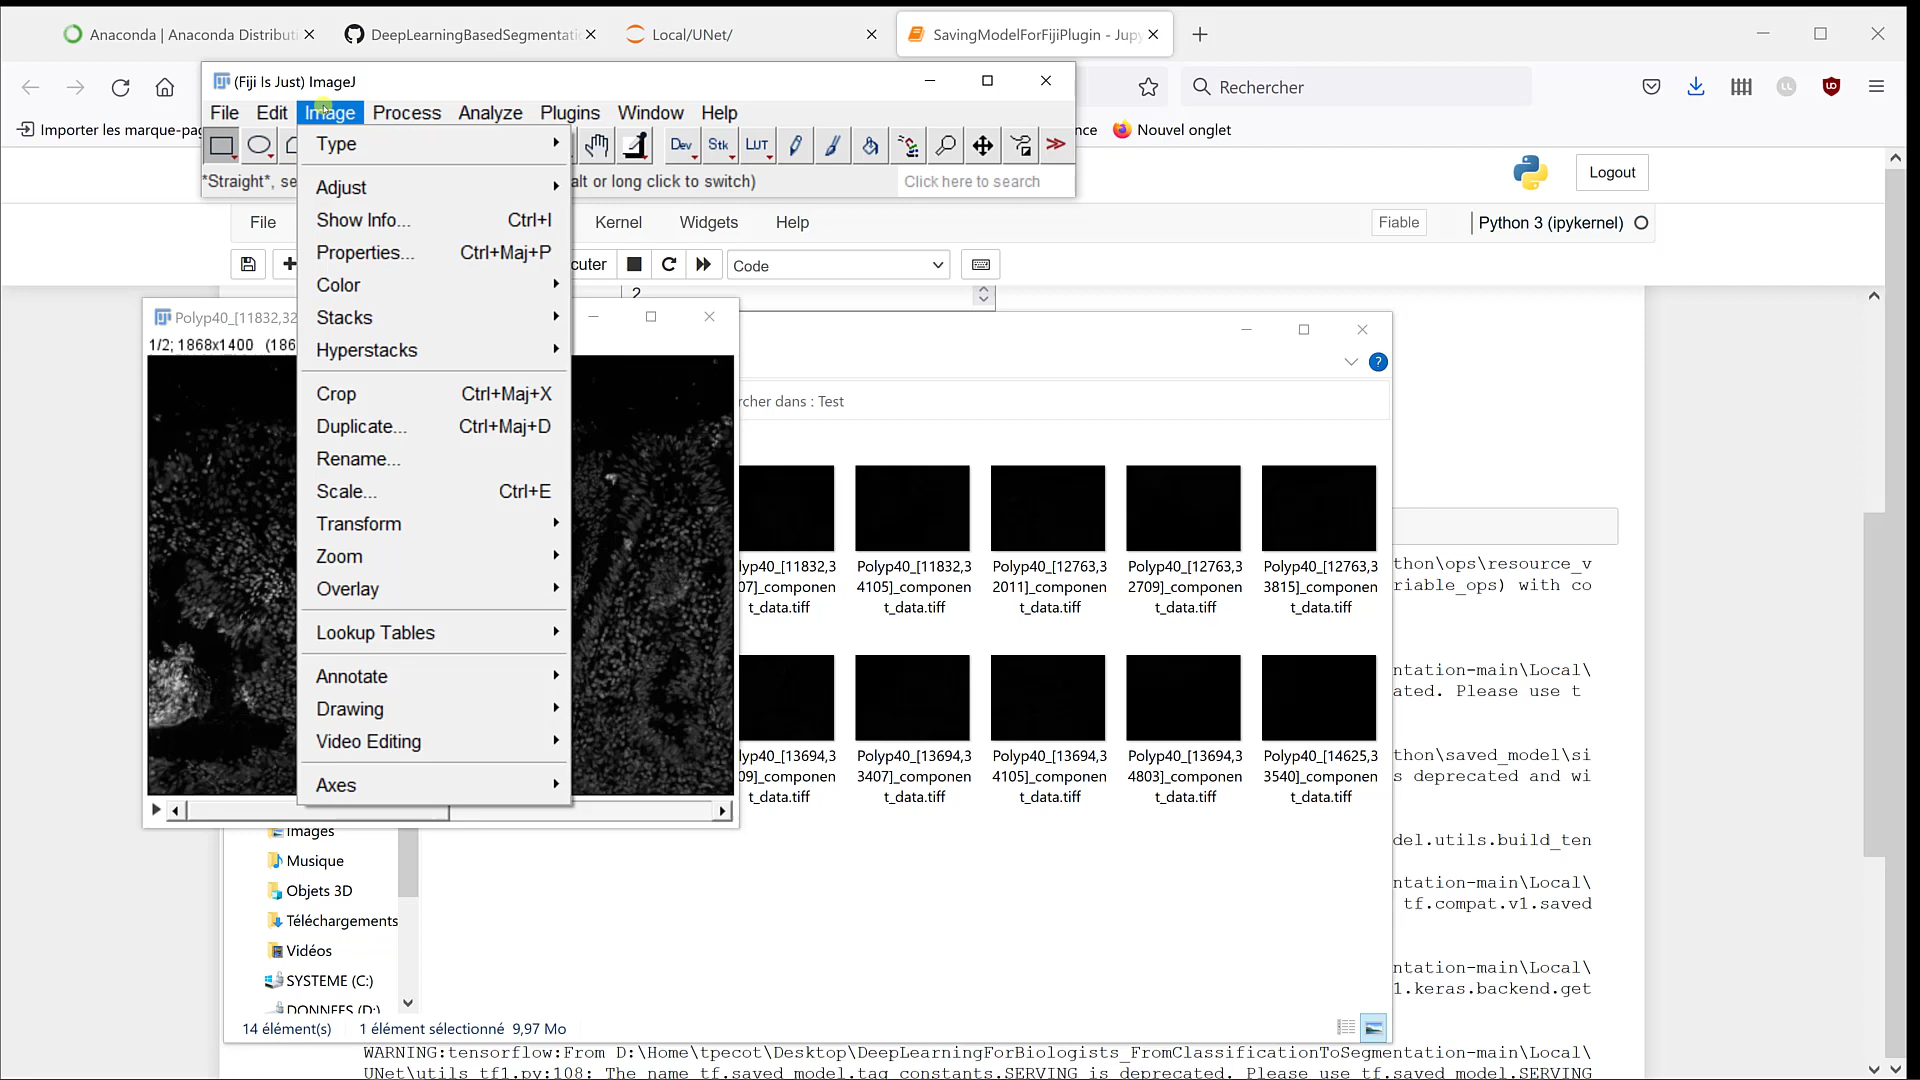 Anaconda | Anaconda Distributi
DeepLearningBasedSegmentati
Local/UNet/
SavingModelForFijiPlugin - Jupy
(Fiji Is Just) ImageJ
Rechercher
File Edit Image Process Analyze Plugins Window Help
Importer les marque-pag
Nouvel onglet
Dev Stk LUT
*Straight*, se
alt or long click to switch)
Click here to search
Logout
Type
Adjust
Show Info... Ctrl+I
Properties... Ctrl+Maj+P
Color
Stacks
Hyperstacks
Crop Ctrl+Maj+X
Duplicate... Ctrl+Maj+D
Rename...
Scale... Ctrl+E
Transform
Zoom
Overlay
Lookup Tables
Annotate
Drawing
Video Editing
Axes
File
Kernel Widgets Help
Fiable
Python 3 (ipykernel)
cuter
Code
2
Polyp40_[11832,32
1/2; 1868x1400 (186
rcher dans : Test
lyp40_[11832,3
07]_componen
t_data.tiff
Polyp40_[11832,3
4105]_componen
t_data.tiff
Polyp40_[12763,3
2011]_componen
t_data.tiff
Polyp40_[12763,3
2709]_componen
t_data.tiff
Polyp40_[12763,3
3815]_componen
t_data.tiff
lyp40_[13694,3
09]_componen
t_data.tiff
Polyp40_[13694,3
3407]_componen
t_data.tiff
Polyp40_[13694,3
4105]_componen
t_data.tiff
Polyp40_[13694,3
4803]_componen
t_data.tiff
Polyp40_[14625,3
3540]_componen
t_data.tiff
Images
Musique
Objets 3D
Téléchargements
Vidéos
SYSTEME (C:)
DONNEES (D:)
14 élément(s) 1 élément sélectionné 9,97 Mo
thon\ops\resource_v
riable_ops) with co
ntation-main\Local\
ated. Please use t
thon\saved_model\si
s deprecated and wi
del.utils.build_ten
ntation-main\Local\
tf.compat.v1.saved
ntation-main\Local\
1.keras.backend.get
WARNING:tensorflow:From D:\Home\tpecot\Desktop\DeepLearningForBiologists_FromClassificationToSegmentation-main\Local\
UNet\utils_tf1.py:108: The name tf.saved_model.tag_constants.SERVING is deprecated. Please use tf.saved_model.SERVING